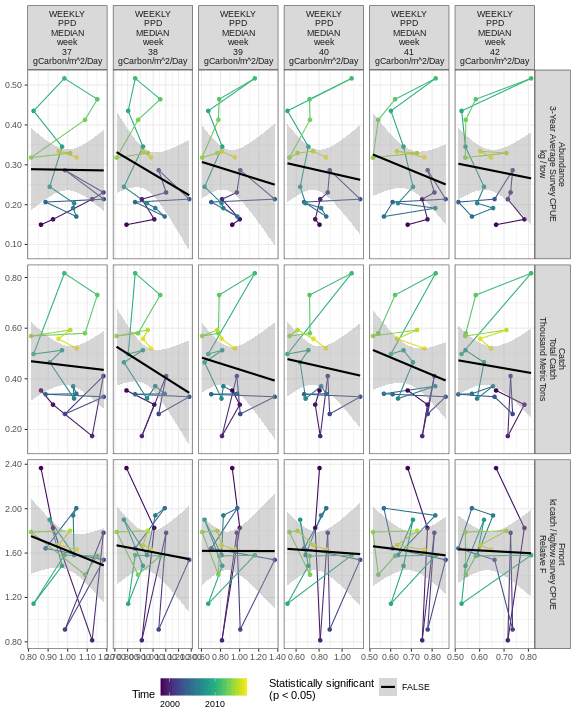 WEEKLY
PPD
MEDIAN
week
37
gCarbon/m^2/Day
WEEKLY
PPD
MEDIAN
week
38
gCarbon/m^2/Day
WEEKLY
PPD
MEDIAN
week
39
gCarbon/m^2/Day
WEEKLY
PPD
MEDIAN
week
40
gCarbon/m^2/Day
WEEKLY
PPD
MEDIAN
week
41
gCarbon/m^2/Day
WEEKLY
PPD
MEDIAN
week
42
gCarbon/m^2/Day
0.50
0.40
0.30
0.20
0.10
Abundance
3-Year Average Survey CPUE
kg / tow
0.80
0.60
0.40
0.20
Catch
Total Catch
Thousand Metric Tons
2.40
2.00
1.60
1.20
0.80
Fmort
kt catch / kg/tow survey CPUE
Relative F
0.80 0.90 1.00 1.10
0.60 0.80 1.00 1.20 1.40
0.60 0.80 1.00
0.50 0.60 0.70 0.80
0.50 0.60 0.70 0.80
Time
2000 2010
Statistically significant
(p < 0.05)
FALSE